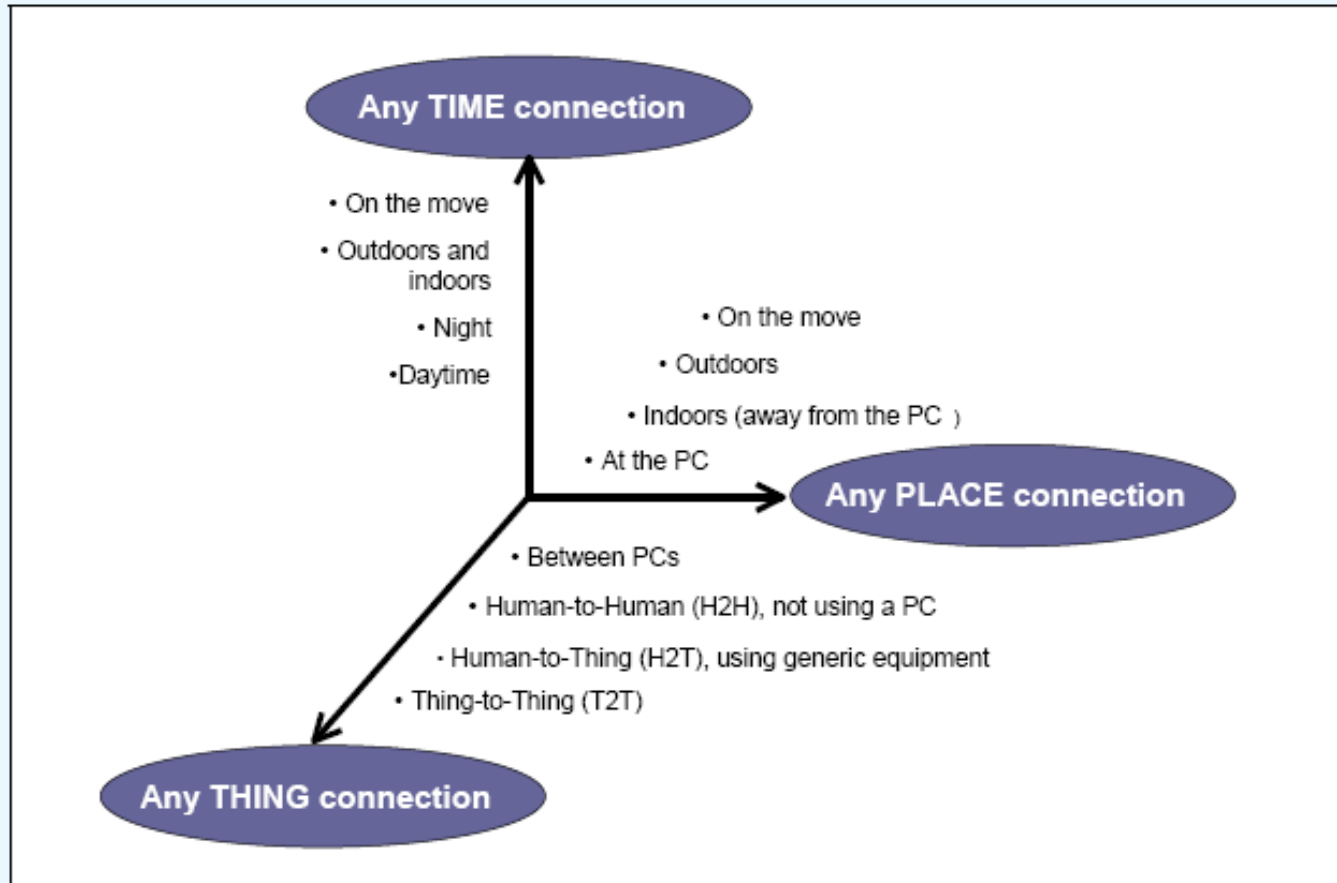 Any TIME connection
• On the move
• Outdoors and
indoors
• Night
•Daytime
• On the move
• Outdoors
• Indoors (away from the PC )
• At the PC
Any PLACE connection
• Between PCs
• Human-to-Human (H2H), not using a PC
• Human-to-Thing (H2T), using generic equipment
• Thing-to-Thing (T2T)
Any THING connection